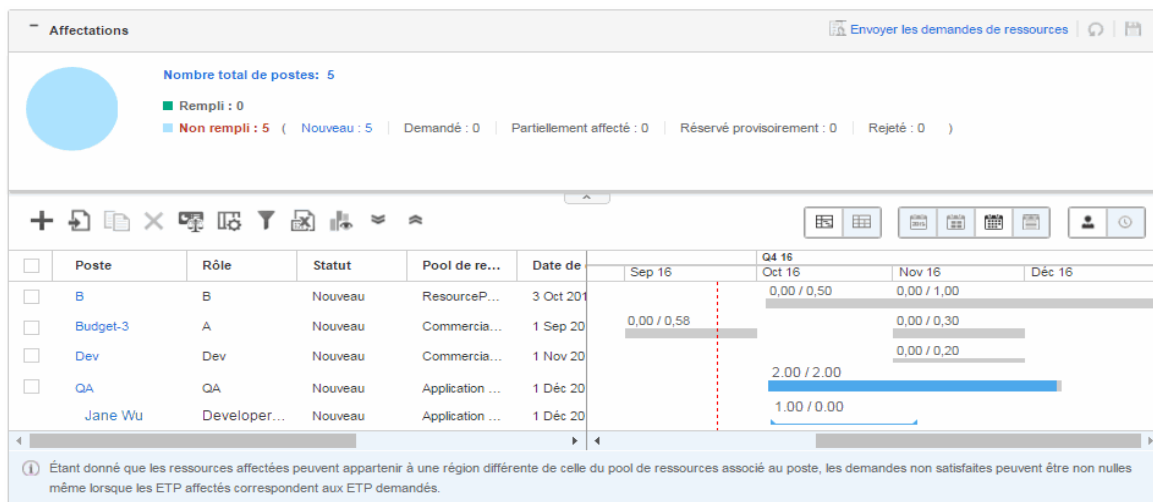 Affectations
Envoyer les demandes de ressources
Nombre total de postes: 5
Rempli : 0
Non rempli : 5 ( Nouveau : 5 | Demandé : 0 | Partiellement affecté : 0 | Réservé provisoirement : 0 | Rejeté : 0 )
Poste Rôle Statut Pool de re... Date de
Q4 16
Sep 16 Oct 16 Nov 16 Déc 16
B B Nouveau ResourceP... 3 Oct 201 0,00 / 0,50 0,00 / 1,00
Budget-3 A Nouveau Commercia... 1 Sep 20 0,00 / 0,58 0,00 / 0,30
Dev Dev Nouveau Commercia... 1 Nov 20 0,00 / 0,20
QA QA Nouveau Application ... 1 Déc 20 2.00 / 2.00
Jane Wu Developer... Nouveau Application ... 1 Déc 20 1.00 / 0.00
Étant donné que les ressources affectées peuvent appartenir à une région différente de celle du pool de ressources associé au poste, les demandes non satisfaites peuvent être non nulles
même lorsque les ETP affectés correspondent aux ETP demandés.